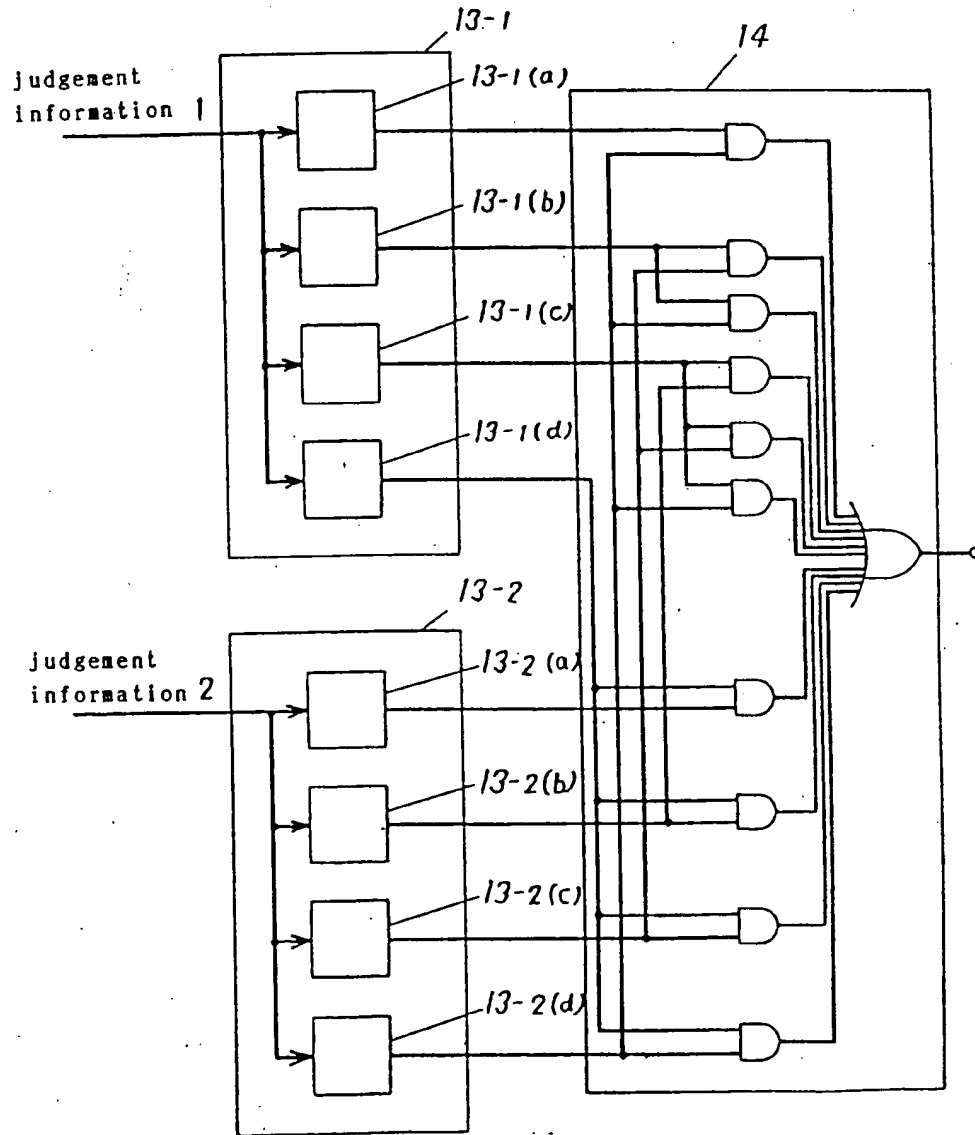 13-1
14
judgement
information 1
13-1(a)
13-1(b)
13-1(c)
13-1(d)
13-2
judgement
information 2
13-2(a)
13-2(b)
13-2(c)
13-2(d)